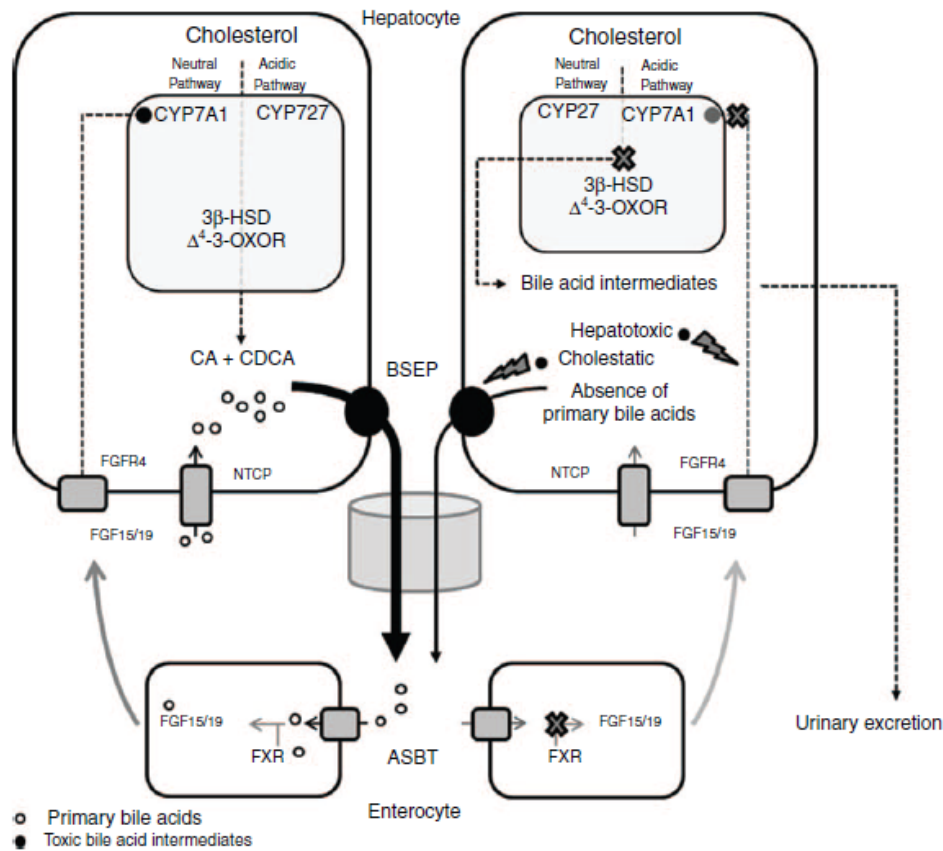 Hepatocyte
Cholesterol
Neutral Pathway
Acidic Pathway
CYP7A1
CYP727
3β-HSD
Δ⁴-3-OXOR
CA + CDCA
BSEP
FGFR4
NTCP
FGF15/19
Cholesterol
Neutral Pathway
Acidic Pathway
CYP27
CYP7A1
3β-HSD
Δ⁴-3-OXOR
Bile acid intermediates
Hepatotoxic
Cholestatic
Absence of
primary bile acids
NTCP
FGFR4
FGF15/19
FGF15/19
FXR
ASBT
FGF15/19
FXR
Urinary excretion
Enterocyte
Primary bile acids
Toxic bile acid intermediates